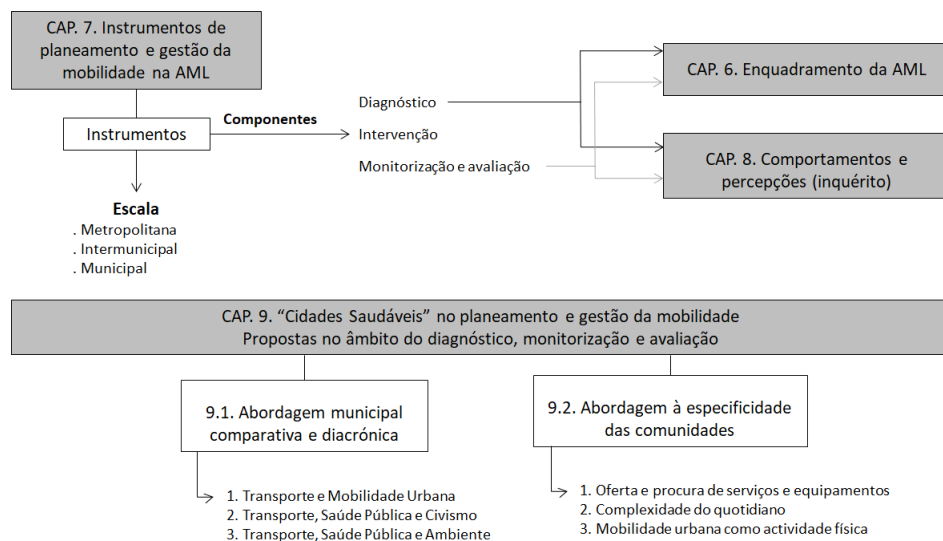 CAP. 7. Instrumentos de
planeamento e gestão da
mobilidade na AML
Instrumentos
Componentes
Diagnóstico
Intervenção
Monitorização e avaliação
CAP. 6. Enquadramento da AML
CAP. 8. Comportamentos e
percepções (inquérito)
Escala
. Metropolitana
. Intermunicipal
. Municipal
CAP. 9. “Cidades Saudáveis” no planeamento e gestão da mobilidade
Propostas no âmbito do diagnóstico, monitorização e avaliação
9.1. Abordagem municipal
comparativa e diacrónica
1. Transporte e Mobilidade Urbana
2. Transporte, Saúde Pública e Civismo
3. Transporte, Saúde Pública e Ambiente
9.2. Abordagem à especificidade
das comunidades
1. Oferta e procura de serviços e equipamentos
2. Complexidade do quotidiano
3. Mobilidade urbana como actividade física